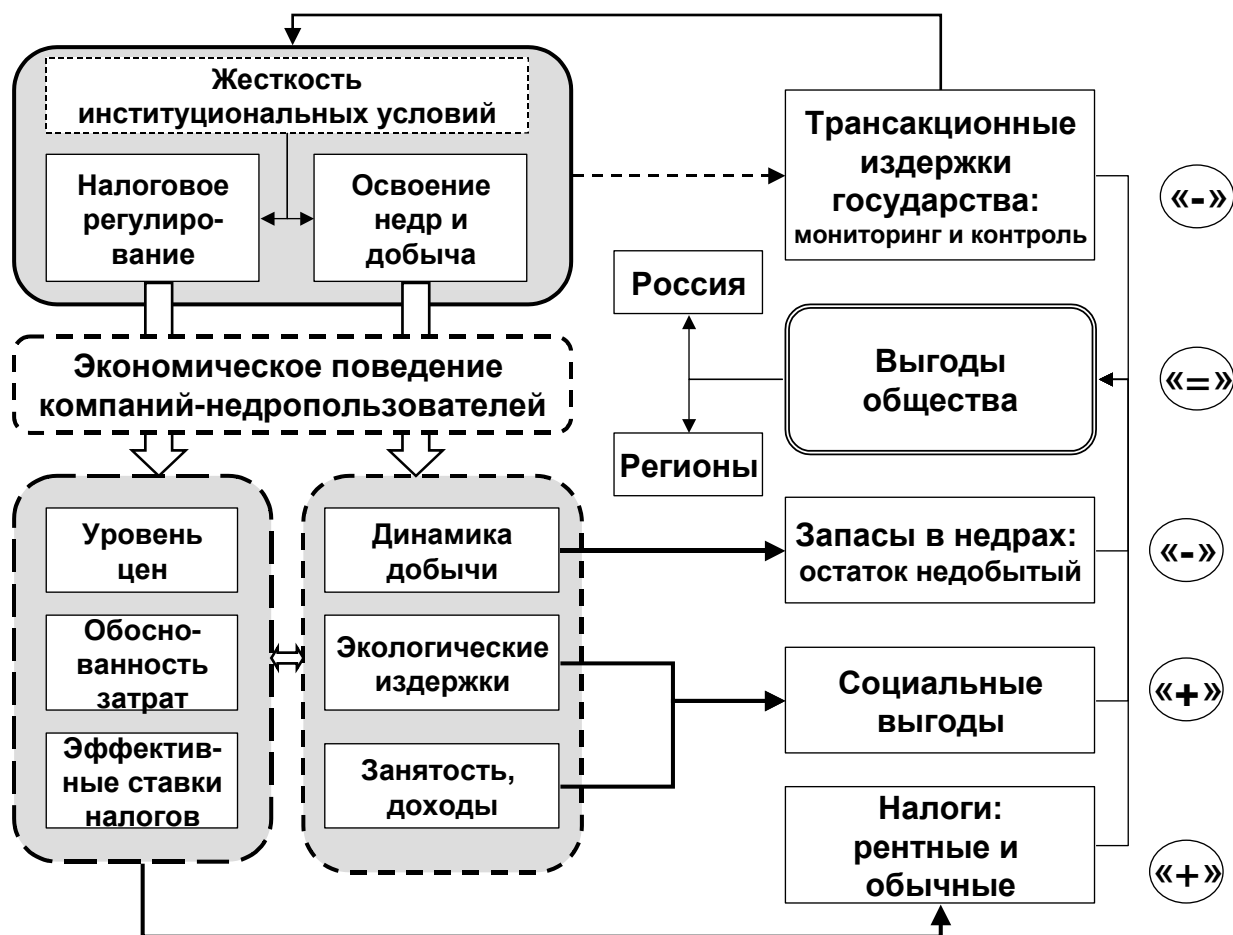 Жесткость
институциональных условий
Налоговое
регулиро-
вание
Освоение
недр и
добыча
Трансакционные
издержки
государства:
мониторинг и контроль
«-»
Россия
Выгоды
общества
«=»
Регионы
Экономическое поведение
компаний-недропользователей
Уровень
цен
Динамика
добычи
Запасы в недрах:
остаток недобытый
«-»
Обосно-
ванность
затрат
Экологические
издержки
Социальные
выгоды
«+»
Эффектив-
ные ставки
налогов
Занятость,
доходы
Налоги:
рентные и
обычные
«+»